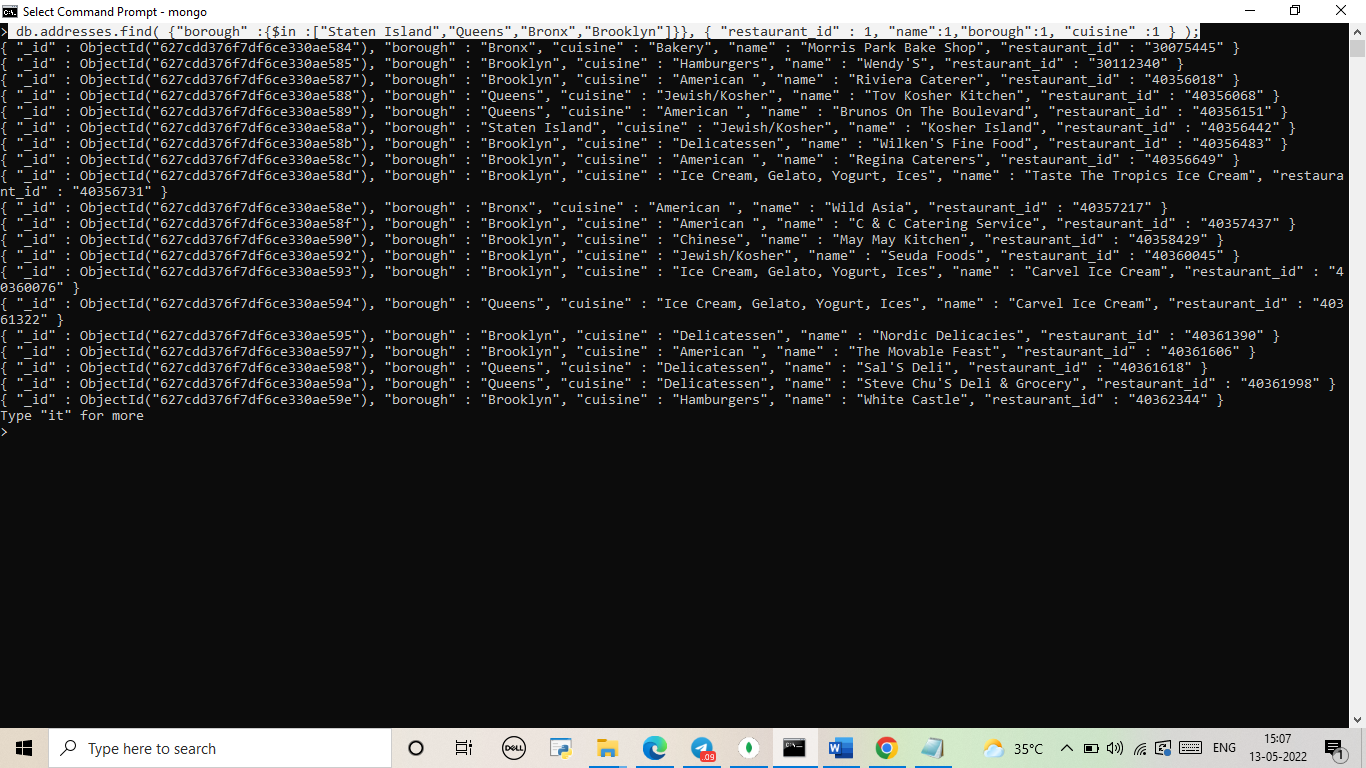 Select Command Prompt - mongo
> db.addresses.find( {"borough" :{$in :["Staten Island","Queens","Bronx","Brooklyn"]}}, { "restaurant_id" : 1, "name":1,"borough":1, "cuisine" :1 } );
{ "_id" : ObjectId("627cdd376f7df6ce330ae584"), "borough" : "Bronx", "cuisine" : "Bakery", "name" : "Morris Park Bake Shop", "restaurant_id" : "30075445" }
{ "_id" : ObjectId("627cdd376f7df6ce330ae585"), "borough" : "Brooklyn", "cuisine" : "Hamburgers", "name" : "Wendy'S", "restaurant_id" : "30112340" }
{ "_id" : ObjectId("627cdd376f7df6ce330ae587"), "borough" : "Brooklyn", "cuisine" : "American ", "name" : "Riviera Caterer", "restaurant_id" : "40356018" }
{ "_id" : ObjectId("627cdd376f7df6ce330ae588"), "borough" : "Queens", "cuisine" : "Jewish/Kosher", "name" : "Tov Kosher Kitchen", "restaurant_id" : "40356068" }
{ "_id" : ObjectId("627cdd376f7df6ce330ae589"), "borough" : "Queens", "cuisine" : "American ", "name" : "Brunos On The Boulevard", "restaurant_id" : "40356151" }
{ "_id" : ObjectId("627cdd376f7df6ce330ae58a"), "borough" : "Staten Island", "cuisine" : "Jewish/Kosher", "name" : "Kosher Island", "restaurant_id" : "40356442" }
{ "_id" : ObjectId("627cdd376f7df6ce330ae58b"), "borough" : "Brooklyn", "cuisine" : "Delicatessen", "name" : "Wilken'S Fine Food", "restaurant_id" : "40356483" }
{ "_id" : ObjectId("627cdd376f7df6ce330ae58c"), "borough" : "Brooklyn", "cuisine" : "American ", "name" : "Regina Caterers", "restaurant_id" : "40356649" }
{ "_id" : ObjectId("627cdd376f7df6ce330ae58d"), "borough" : "Brooklyn", "cuisine" : "Ice Cream, Gelato, Yogurt, Ices", "name" : "Taste The Tropics Ice Cream", "restaura
nt_id" : "40356731" }
{ "_id" : ObjectId("627cdd376f7df6ce330ae58e"), "borough" : "Bronx", "cuisine" : "American ", "name" : "Wild Asia", "restaurant_id" : "40357217" }
{ "_id" : ObjectId("627cdd376f7df6ce330ae58f"), "borough" : "Brooklyn", "cuisine" : "American ", "name" : "C & C Catering Service", "restaurant_id" : "40357437" }
{ "_id" : ObjectId("627cdd376f7df6ce330ae590"), "borough" : "Brooklyn", "cuisine" : "Chinese", "name" : "May May Kitchen", "restaurant_id" : "40358429" }
{ "_id" : ObjectId("627cdd376f7df6ce330ae592"), "borough" : "Brooklyn", "cuisine" : "Jewish/Kosher", "name" : "Seuda Foods", "restaurant_id" : "40360045" }
{ "_id" : ObjectId("627cdd376f7df6ce330ae593"), "borough" : "Brooklyn", "cuisine" : "Ice Cream, Gelato, Yogurt, Ices", "name" : "Carvel Ice Cream", "restaurant_id" : "4
0360076" }
{ "_id" : ObjectId("627cdd376f7df6ce330ae594"), "borough" : "Queens", "cuisine" : "Ice Cream, Gelato, Yogurt, Ices", "name" : "Carvel Ice Cream", "restaurant_id" : "403
61322" }
{ "_id" : ObjectId("627cdd376f7df6ce330ae595"), "borough" : "Brooklyn", "cuisine" : "Delicatessen", "name" : "Nordic Delicacies", "restaurant_id" : "40361390" }
{ "_id" : ObjectId("627cdd376f7df6ce330ae597"), "borough" : "Brooklyn", "cuisine" : "American ", "name" : "The Movable Feast", "restaurant_id" : "40361606" }
{ "_id" : ObjectId("627cdd376f7df6ce330ae598"), "borough" : "Queens", "cuisine" : "Delicatessen", "name" : "Sal'S Deli", "restaurant_id" : "40361618" }
{ "_id" : ObjectId("627cdd376f7df6ce330ae59a"), "borough" : "Queens", "cuisine" : "Delicatessen", "name" : "Steve Chu'S Deli & Grocery", "restaurant_id" : "40361998" }
{ "_id" : ObjectId("627cdd376f7df6ce330ae59e"), "borough" : "Brooklyn", "cuisine" : "Hamburgers", "name" : "White Castle", "restaurant_id" : "40362344" }
Type "it" for more
>
Type here to search
DELL
.09
35°C
ENG
15:07
13-05-2022
1